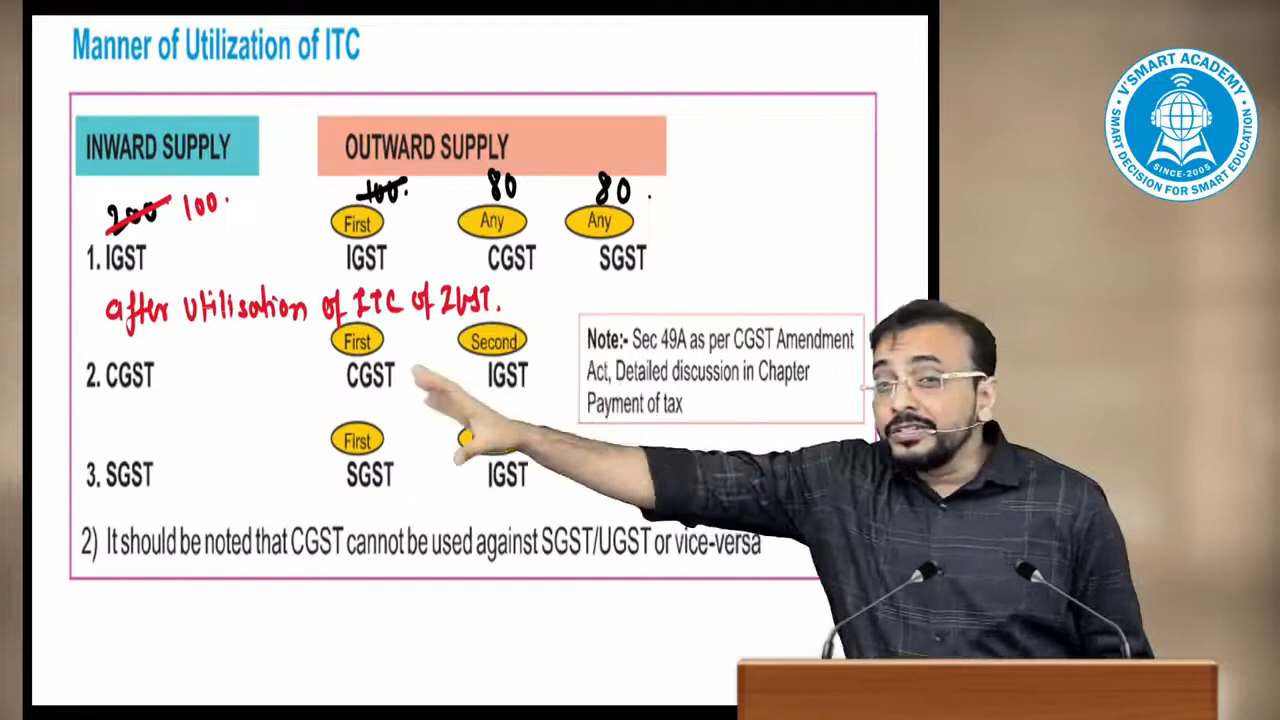 Manner of Utilization of ITC
V'SMART ACADEMY
SINCE-2005
SMART DECISION FOR SMART EDUCATION
INWARD SUPPLY
OUTWARD SUPPLY
200 100.
100. 80 80.
First Any Any
1. IGST IGST CGST SGST
after utilisation of ITC of IGST.
First Second
2. CGST CGST IGST
Note:- Sec 49A as per CGST Amendment
Act, Detailed discussion in Chapter
Payment of tax
First
3. SGST SGST IGST
2) It should be noted that CGST cannot be used against SGST/UGST or vice-versa